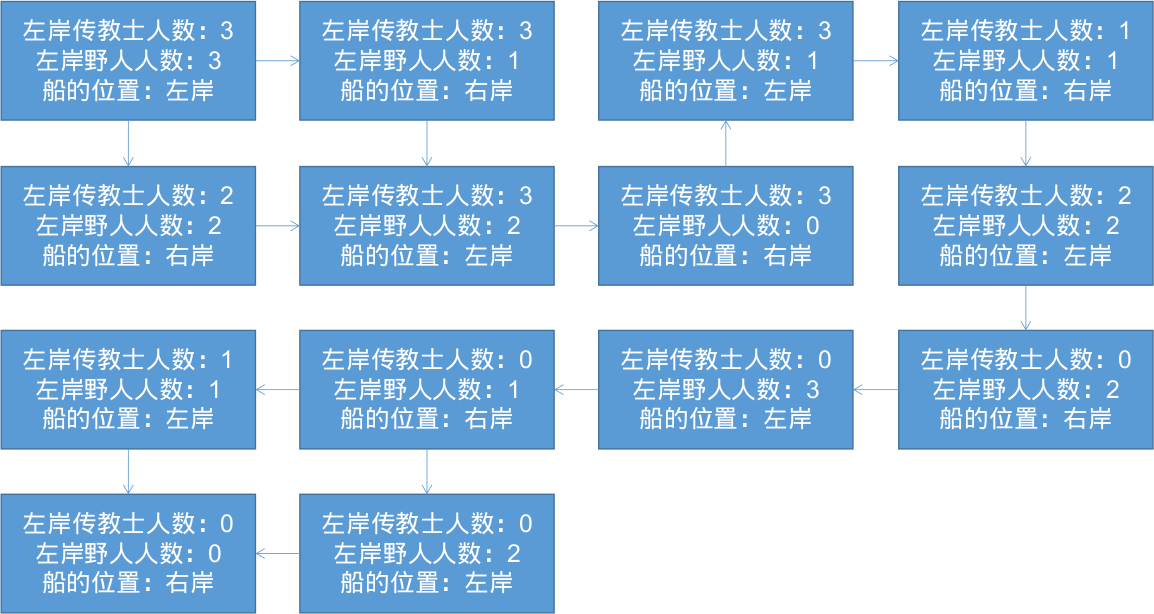 左岸传教士人数：3
左岸野人人数：3
船的位置：左岸
左岸传教士人数：3
左岸野人人数：1
船的位置：右岸
左岸传教士人数：3
左岸野人人数：1
船的位置：左岸
左岸传教士人数：1
左岸野人人数：1
船的位置：右岸
左岸传教士人数：2
左岸野人人数：2
船的位置：右岸
左岸传教士人数：3
左岸野人人数：2
船的位置：左岸
左岸传教士人数：3
左岸野人人数：0
船的位置：右岸
左岸传教士人数：2
左岸野人人数：2
船的位置：左岸
左岸传教士人数：1
左岸野人人数：1
船的位置：左岸
左岸传教士人数：0
左岸野人人数：1
船的位置：右岸
左岸传教士人数：0
左岸野人人数：3
船的位置：左岸
左岸传教士人数：0
左岸野人人数：2
船的位置：右岸
左岸传教士人数：0
左岸野人人数：0
船的位置：右岸
左岸传教士人数：0
左岸野人人数：2
船的位置：左岸